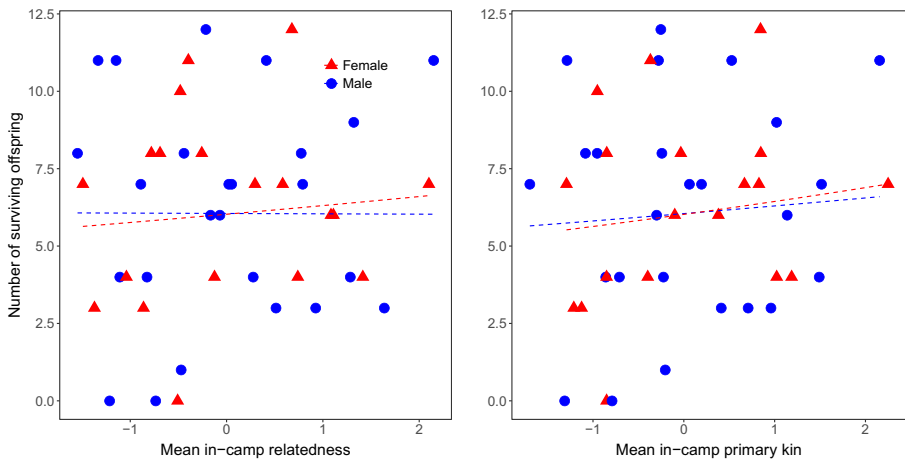 Number of surviving offspring
12.5
10.0
7.5
5.0
2.5
0.0
Female
Male
−1 0 1 2
Mean in−camp relatedness
12.5
10.0
7.5
5.0
2.5
0.0
−1 0 1 2
Mean in−camp primary kin